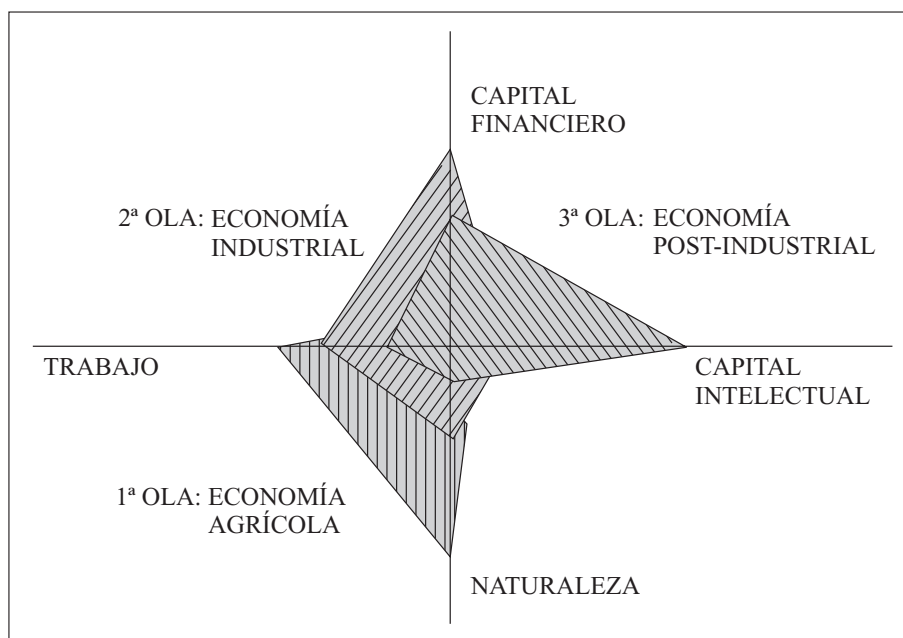 CAPITAL
FINANCIERO
2ª OLA: ECONOMÍA
INDUSTRIAL
3ª OLA: ECONOMÍA
POST-INDUSTRIAL
TRABAJO
CAPITAL
INTELECTUAL
1ª OLA: ECONOMÍA
AGRÍCOLA
NATURALEZA